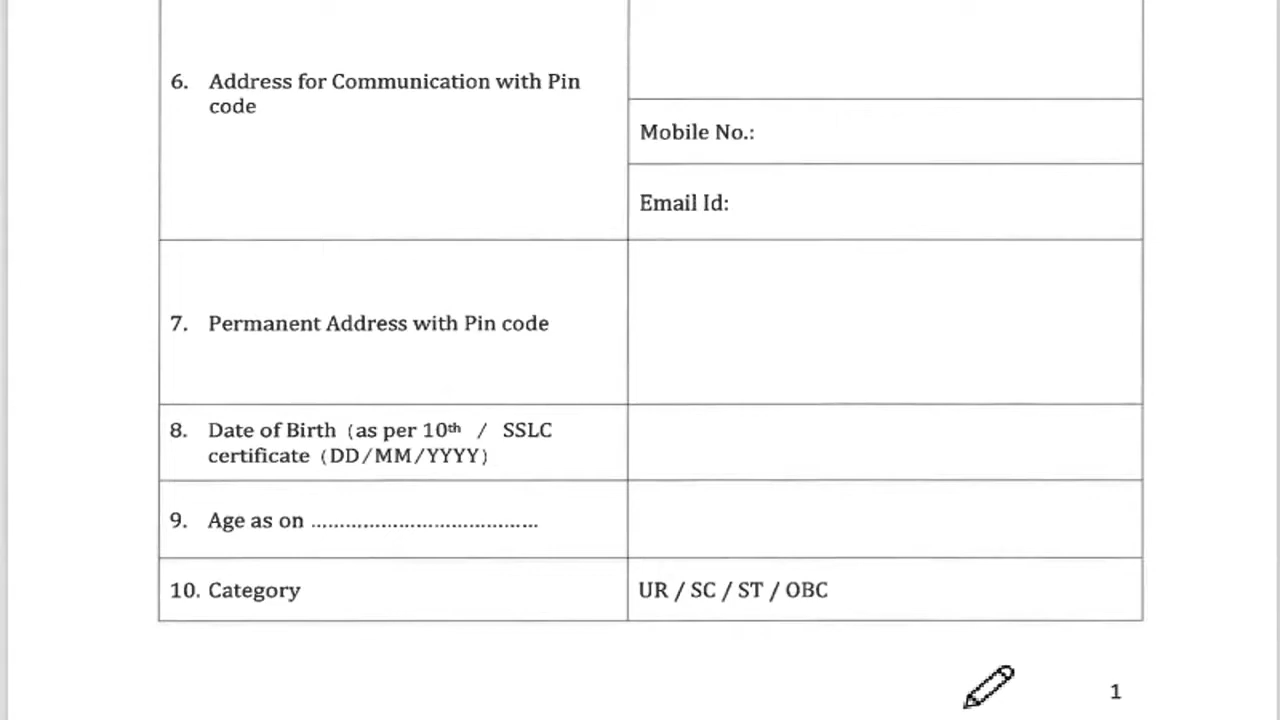 6. Address for Communication with Pin
code
Mobile No.:
Email Id:
7. Permanent Address with Pin code
8. Date of Birth (as per 10th / SSLC
certificate (DD/MM/YYYY)
9. Age as on .......................................
10. Category
UR / SC / ST / OBC
1